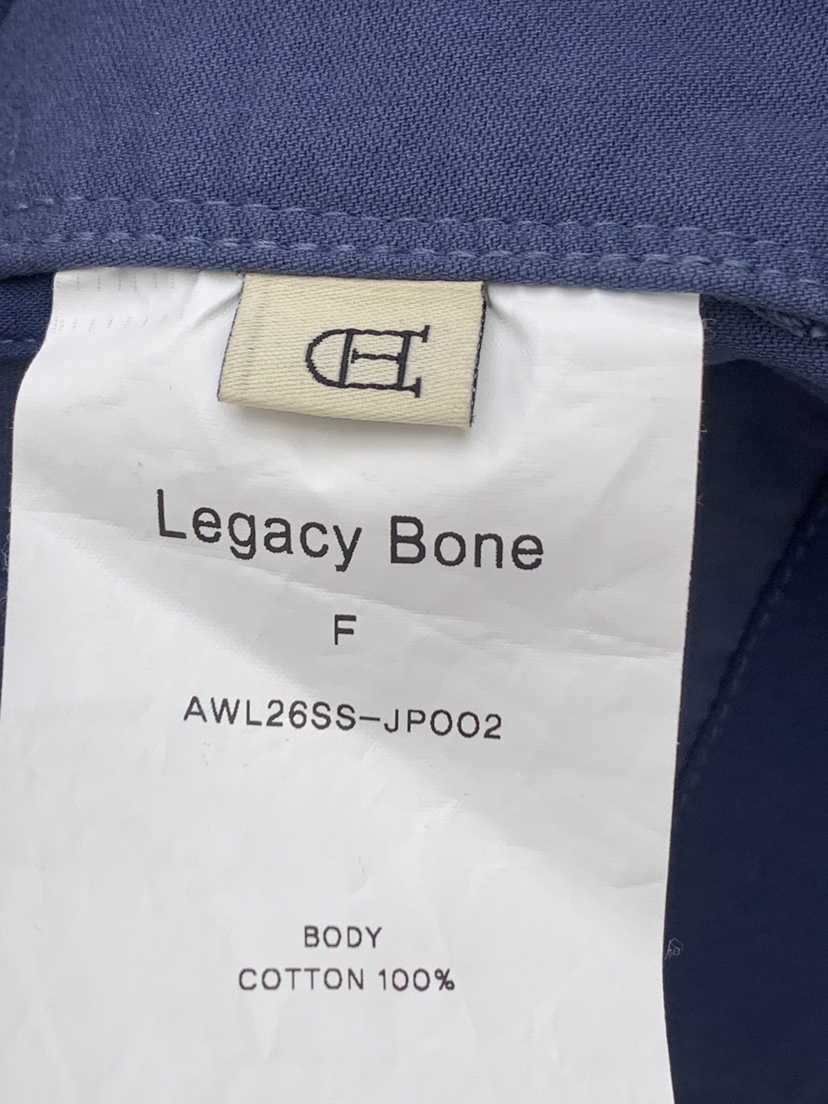 Legacy Bone
F
AWL26SS-JP002
BODY
COTTON 100%